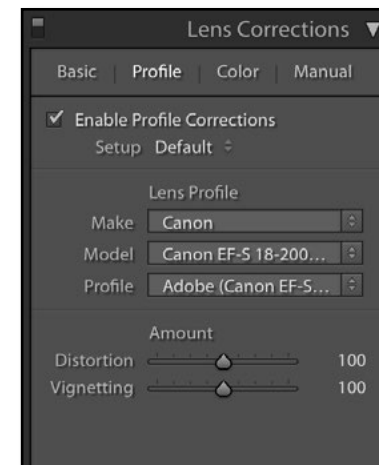 Lens Corrections
Basic | Profile | Color | Manual
Enable Profile Corrections
Setup Default
Lens Profile
Make Canon
Model Canon EF-S 18-200...
Profile Adobe (Canon EF-S...
Amount
Distortion 100
Vignetting 100